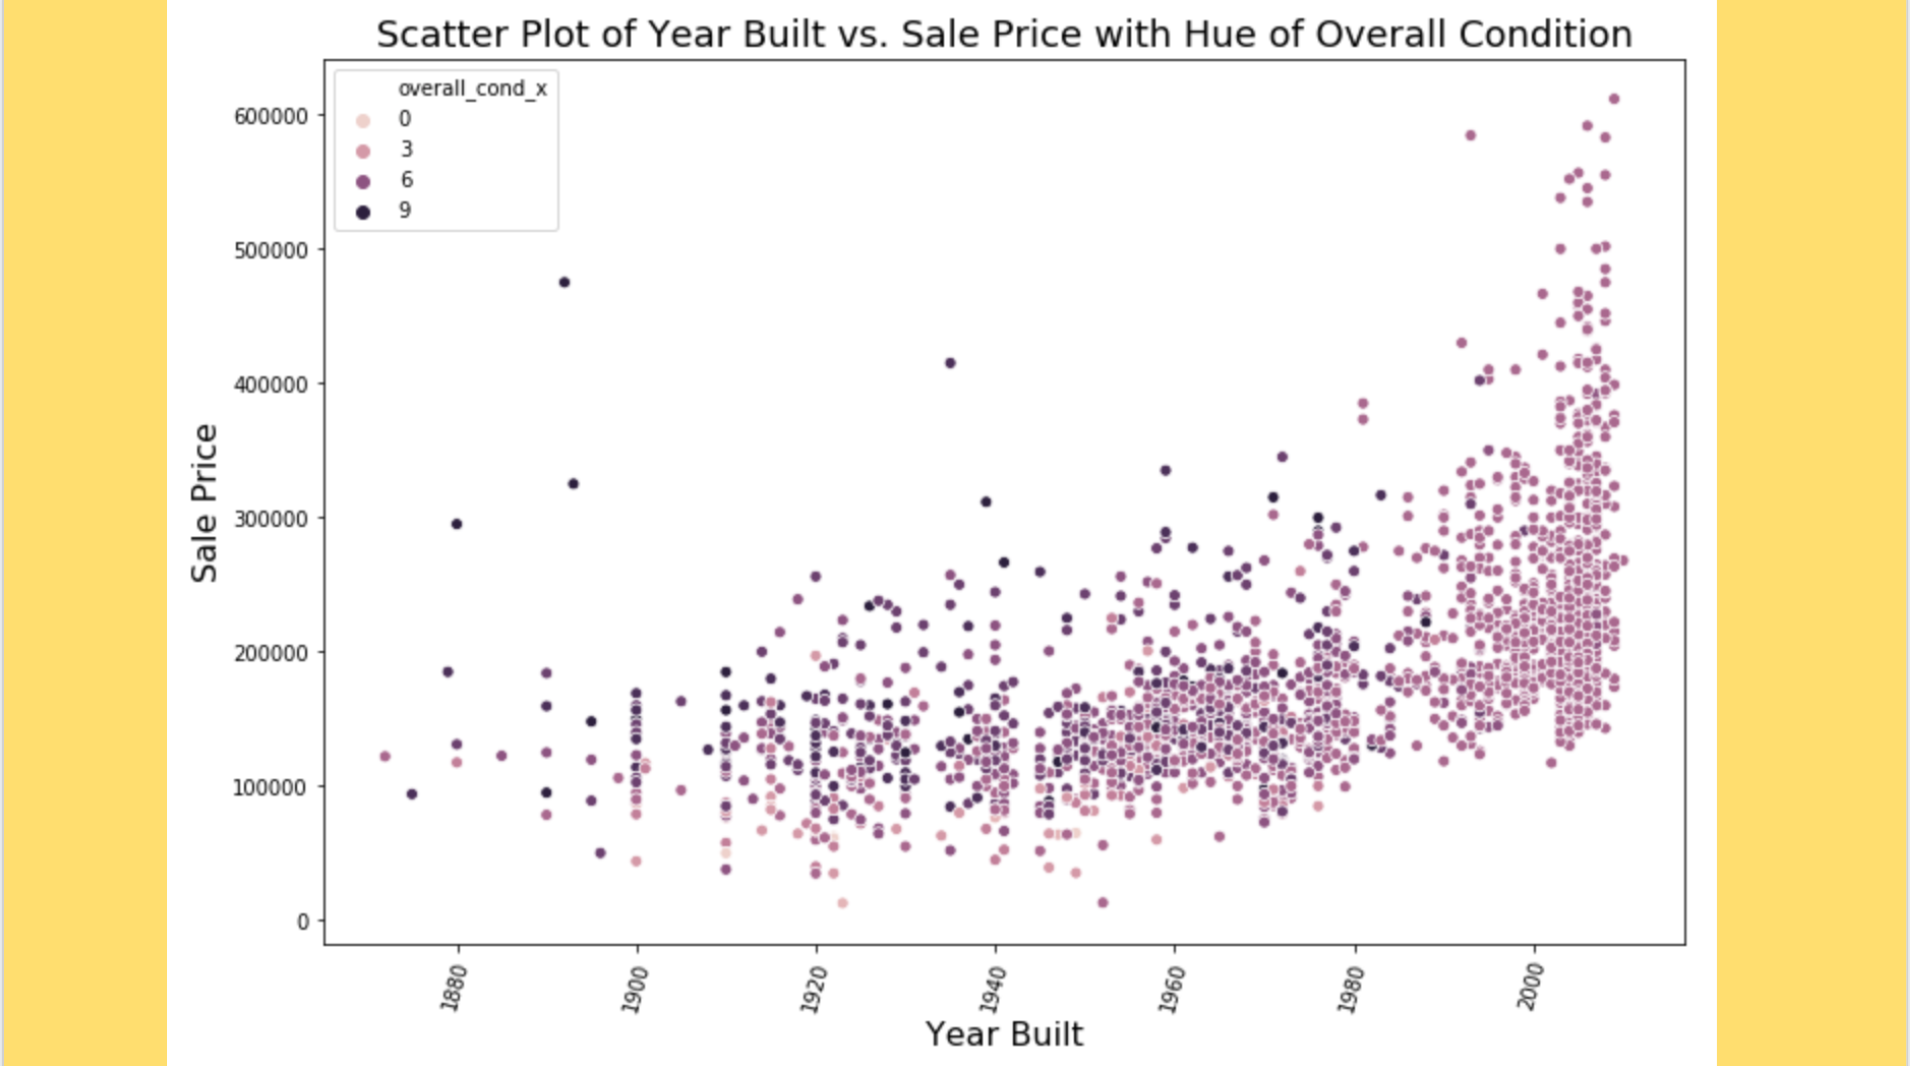 Scatter Plot of Year Built vs. Sale Price with Hue of Overall Condition
overall_cond_x
0
3
6
9
600000
500000
400000
300000
200000
100000
0
Sale Price
1880 1900 1920 1940 1960 1980 2000
Year Built